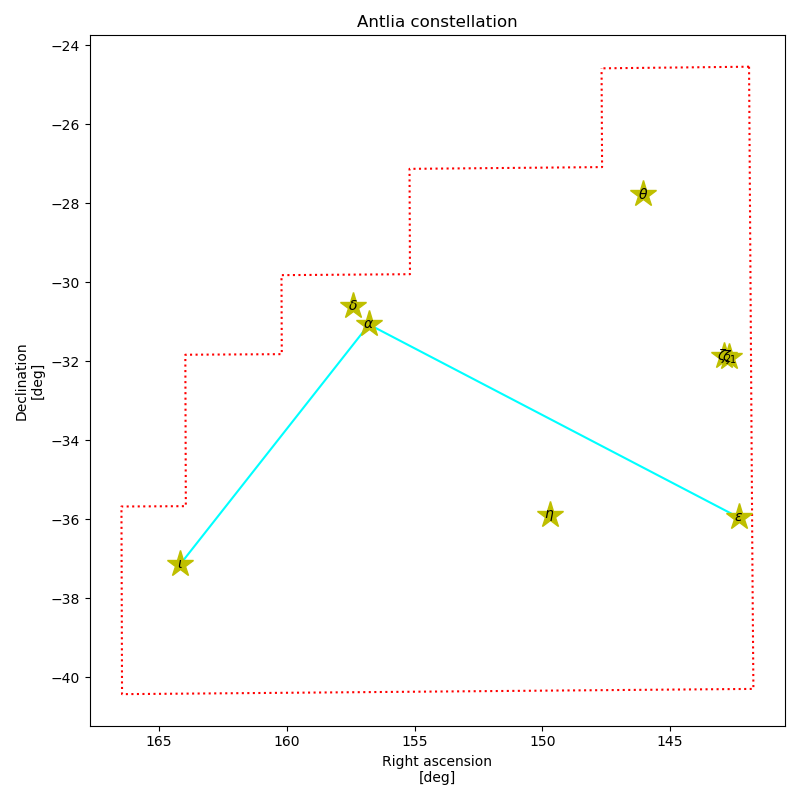 Antlia constellation
−24
−26
−28
−30
−32
−34
−36
−38
−40
Declination
[deg]
θ
δ
α
ζ
ζ1
η
ε
ι
165
160
155
150
145
Right ascension
[deg]